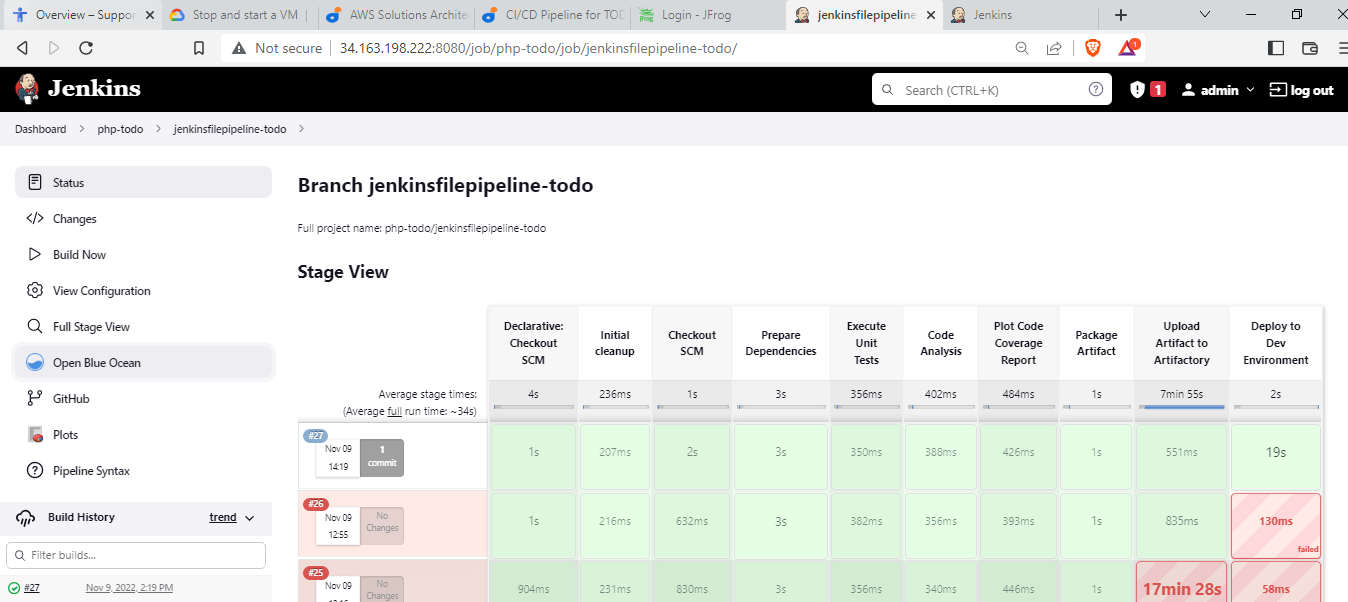 Overview – Suppor
Stop and start a VM
AWS Solutions Archite
CI/CD Pipeline for TOD
Login - JFrog
jenkinsfilepipeline
Jenkins
Not secure
34.163.198.222:8080/job/php-todo/job/jenkinsfilepipeline-todo/
1
Jenkins
Search (CTRL+K)
1
admin
log out
Dashboard
php-todo
jenkinsfilepipeline-todo
Status
Changes
Build Now
View Configuration
Full Stage View
Open Blue Ocean
GitHub
Plots
Pipeline Syntax
Build History
trend
Filter builds...
#27
Nov 9, 2022, 2:19 PM
Branch jenkinsfilepipeline-todo
Full project name: php-todo/jenkinsfilepipeline-todo
Stage View
Declarative:
Checkout
SCM
Initial
cleanup
Checkout
SCM
Prepare
Dependencies
Execute
Unit
Tests
Code
Analysis
Plot Code
Coverage
Report
Package
Artifact
Upload
Artifact to
Artifactory
Deploy to
Dev
Environment
Average stage times:
(Average full run time: ~34s)
4s
236ms
1s
3s
356ms
402ms
484ms
1s
7min 55s
2s
#27
Nov 09
14:19
1
commit
1s
207ms
2s
3s
350ms
388ms
426ms
1s
551ms
19s
#26
Nov 09
12:55
No
Changes
1s
216ms
632ms
3s
382ms
356ms
393ms
1s
835ms
130ms
failed
#25
Nov 09
No
Changes
904ms
231ms
830ms
3s
356ms
340ms
446ms
1s
17min 28s
58ms